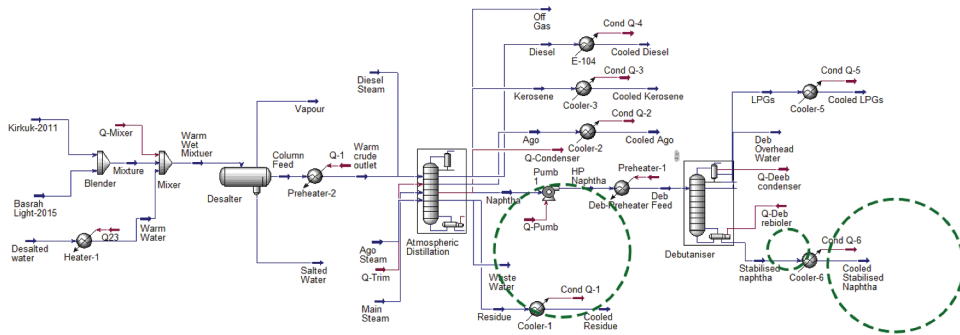 Off
Gas
Cond Q-4
Diesel
E-104
Cooled Diesel
Diesel
Steam
Cond Q-3
Kerosene
Cooler-3
Cooled Kerosene
Cond Q-5
LPGs
Cooler-5
Cooled LPGs
Vapour
Kirkuk-2011
Q-Mixer
Warm
Wet
Mixtuer
Cond Q-2
Ago
Cooler-2
Cooled Ago
Deb
Overhead
Water
Column
Feed
Q-1
Warm
crude
outlet
Q-Condenser
Pumb
1
HP
Naphtha
Preheater-1
Q-Deeb
condenser
Blender
Mixture
Mixer
Desalter
Preheater-2
Naphtha
Deb-Preheater
Deb
Feed
Q-Deb
rebioler
Basrah
Light-2015
Warm
Water
Q-Pumb
Desalted
water
Q23
Heater-1
Ago
Steam
Atmospheric
Distillation
Debutaniser
Cond Q-6
Stabilised
naphtha
Cooler-6
Cooled
Stabilised
Naphtha
Salted
Water
Q-Trim
Waste
Water
Main
Steam
Cond Q-1
Residue
Cooler-1
Cooled
Residue